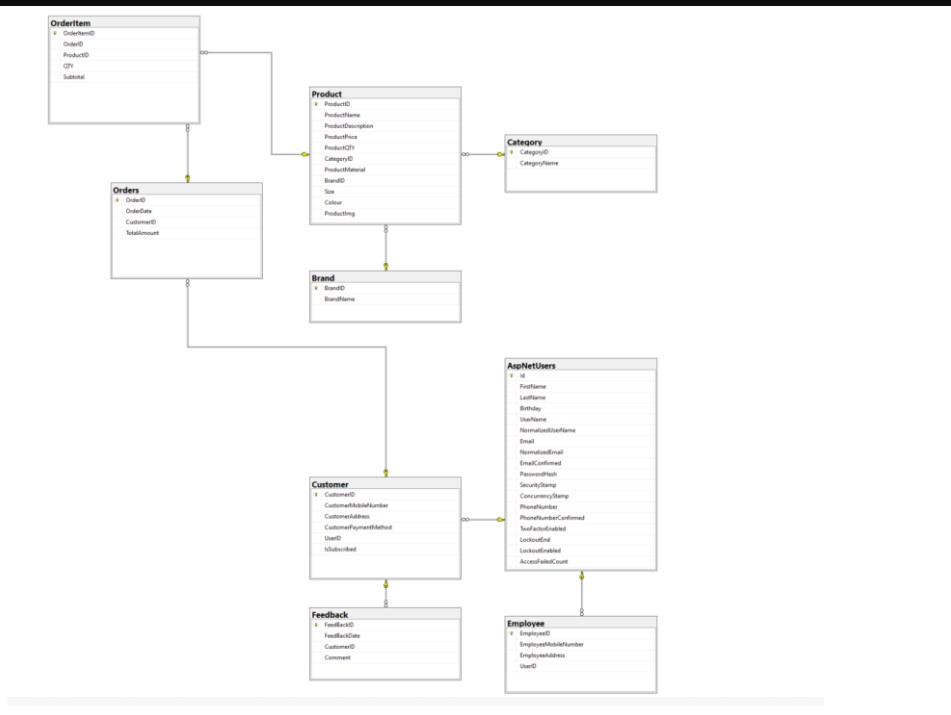 OrderItem
OrderItemID
OrderID
ProductID
QTY
Subtotal
Product
ProductID
ProductName
ProductDescription
ProductPrice
ProductQTY
CategoryID
ProductMaterial
BrandID
Size
Colour
ProductImg
Category
CategoryID
CategoryName
Orders
OrderID
OrderDate
CustomerID
TotalAmount
Brand
BrandID
BrandName
AspNetUsers
Id
FirstName
LastName
Birthday
UserName
NormalizedUserName
Email
NormalizedEmail
EmailConfirmed
PasswordHash
SecurityStamp
ConcurrencyStamp
PhoneNumber
PhoneNumberConfirmed
TwoFactorEnabled
LockoutEnd
LockoutEnabled
AccessFailedCount
Customer
CustomerID
CustomerMobileNumber
CustomerAddress
CustomerPaymentMethod
UserID
IsSubscribed
Feedback
FeedBackID
FeedBackDate
CustomerID
Comment
Employee
EmployeeID
EmployeeMobileNumber
EmployeeAddress
UserID